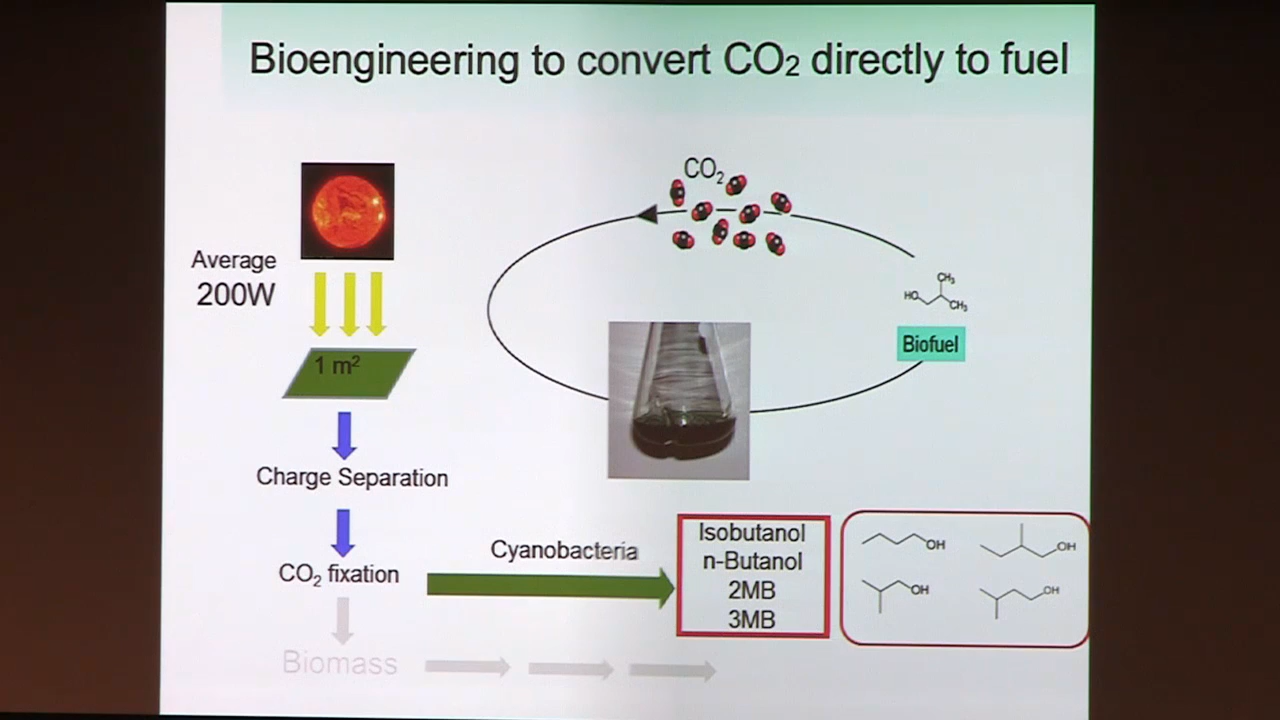 Bioengineering to convert CO₂ directly to fuel
CO₂
Average
200W
HO
CH₃
CH₃
Biofuel
1 m²
Charge Separation
Cyanobacteria
CO₂ fixation
Isobutanol
n-Butanol
2MB
3MB
OH
OH
OH
OH
Biomass